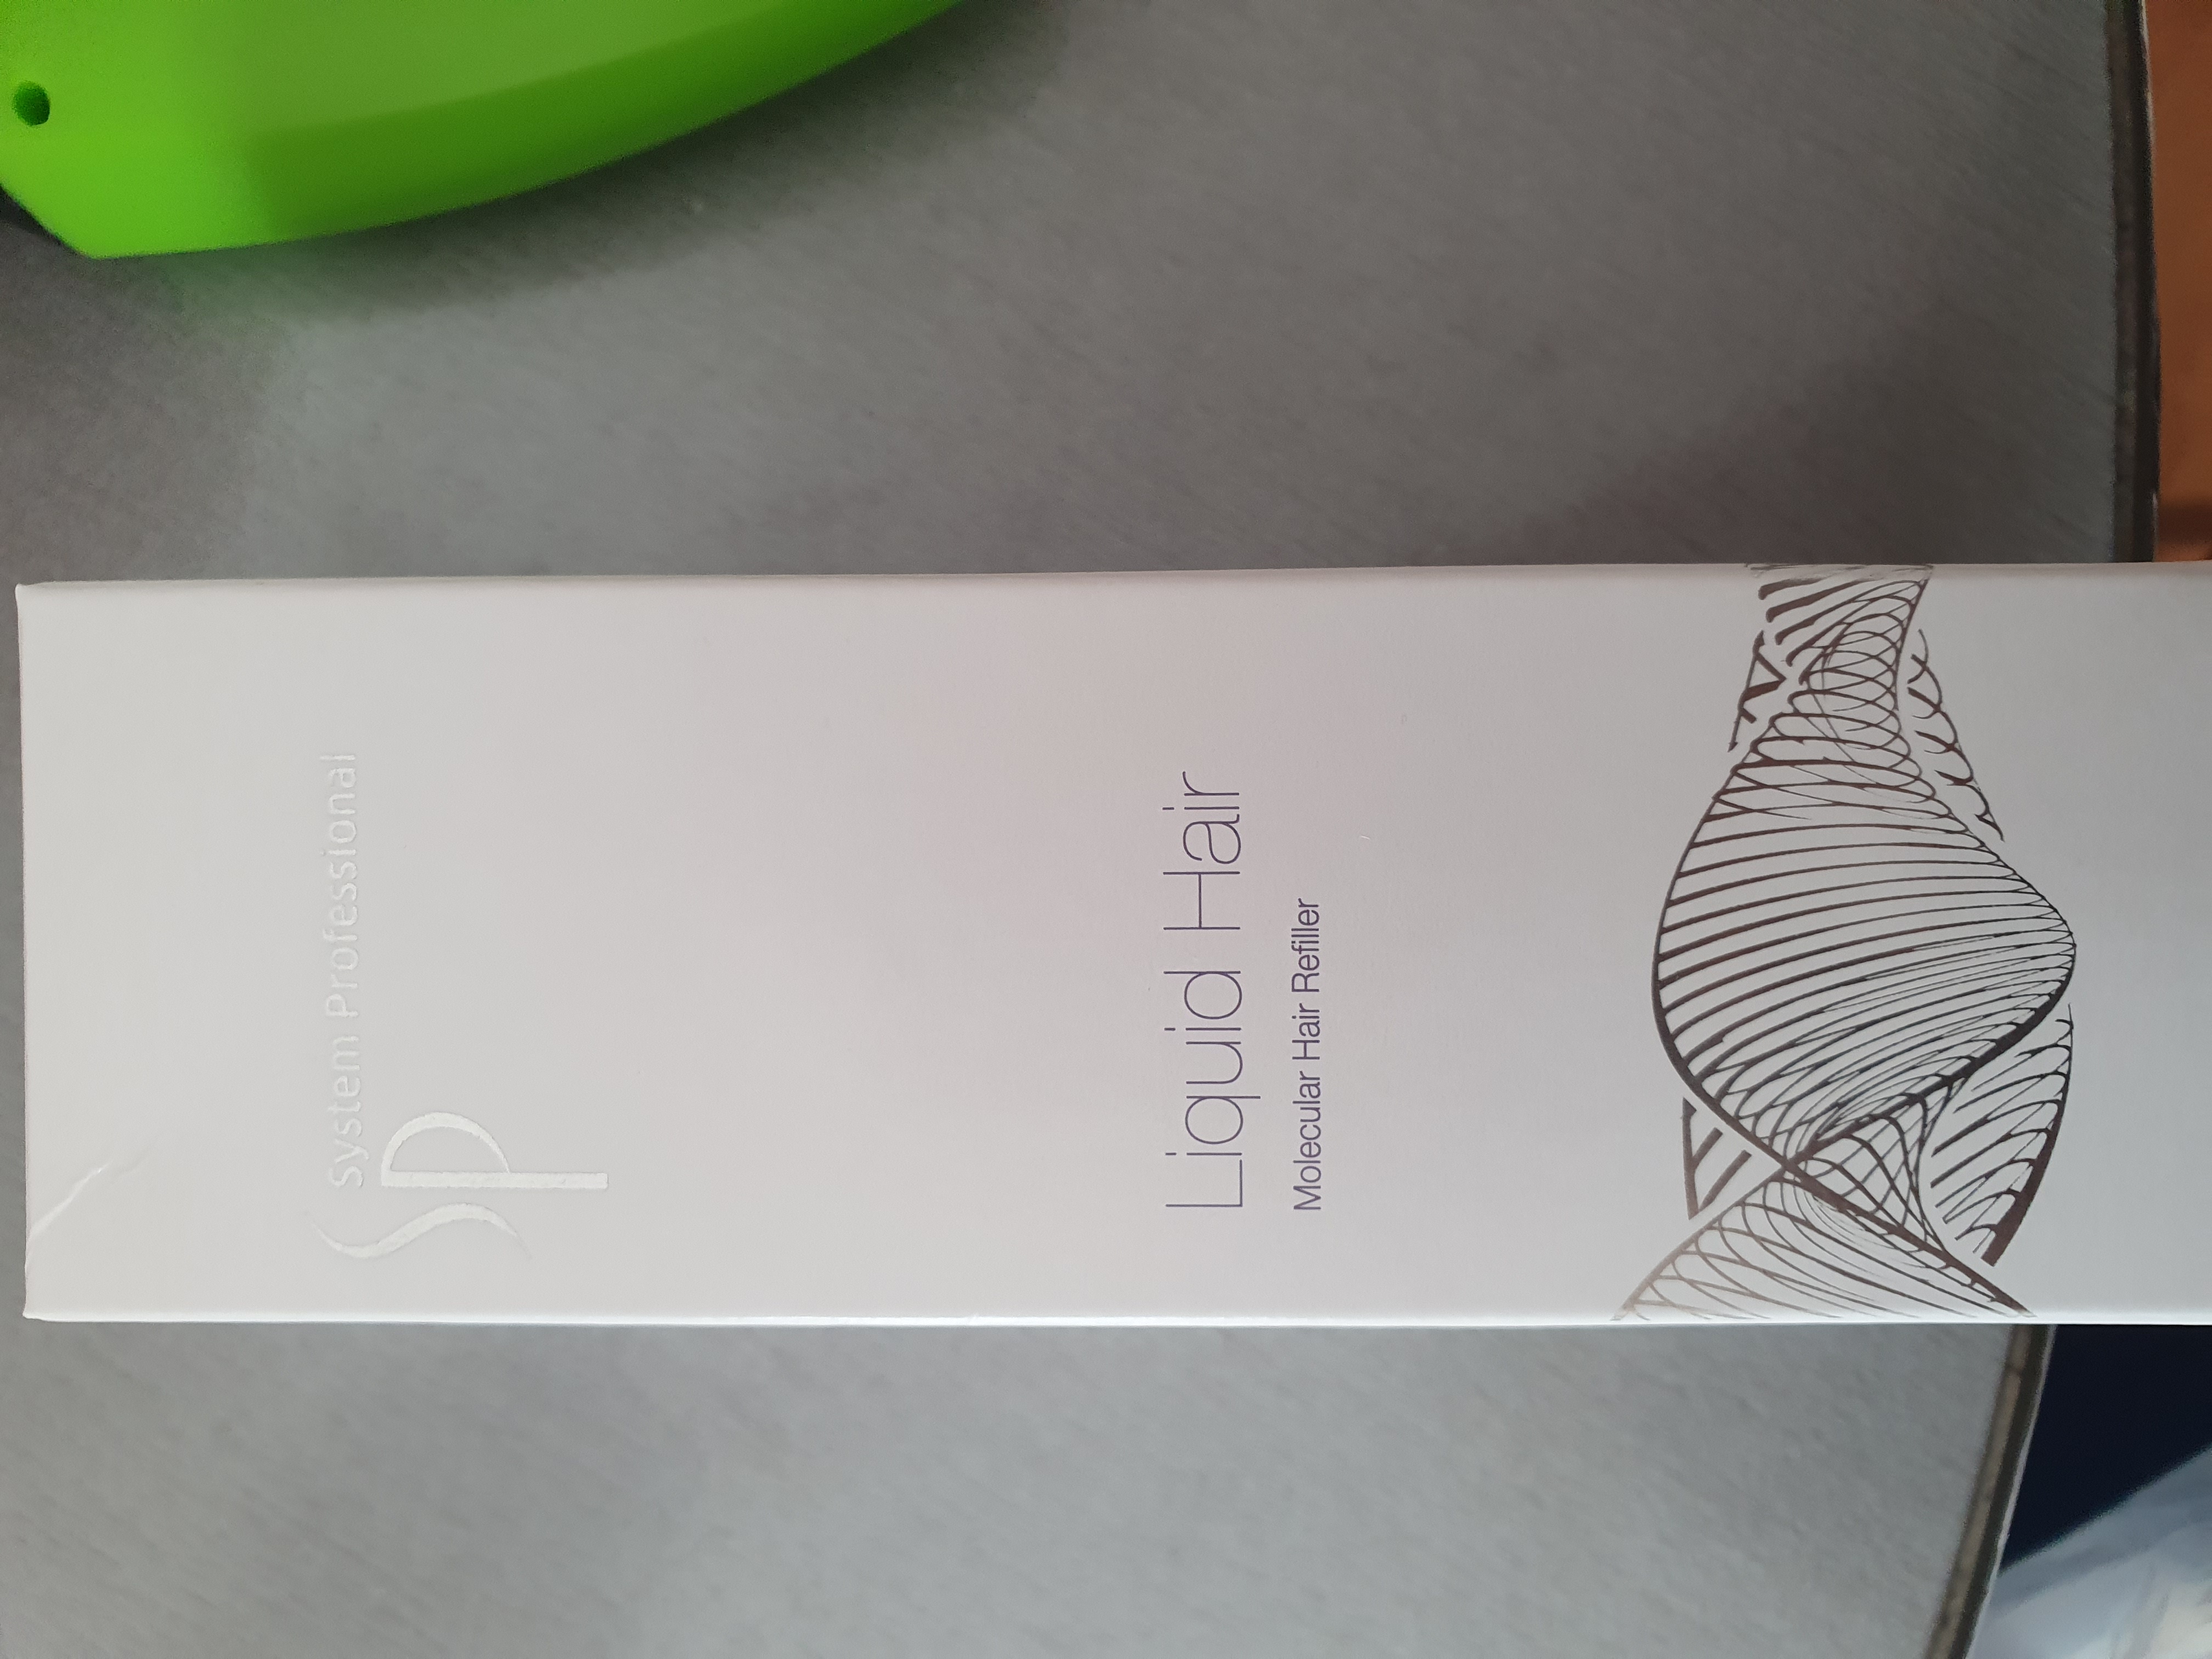 System Professional
SP
Liquid Hair
Molecular Hair Refiller